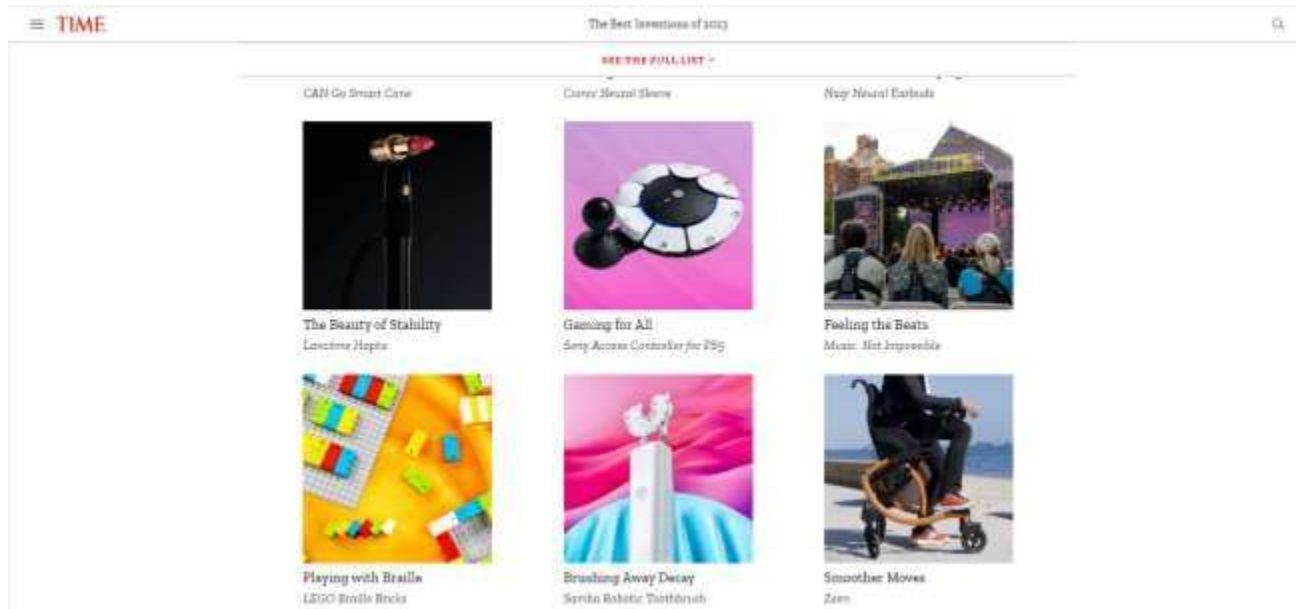 TIME
The Best Inventions of 2023
SEE THE FULL LIST
CAN Go Smart Cane
Cionic Neural Sleeve
Naqi Neural Earbuds
The Beauty of Stability
Lancôme Hapta
Gaming for All
Sony Access Controller for PS5
Feeling the Beats
Music: Not Impossible
Playing with Braille
LEGO Braille Bricks
Brushing Away Decay
Samba Robotic Toothbrush
Smoother Moves